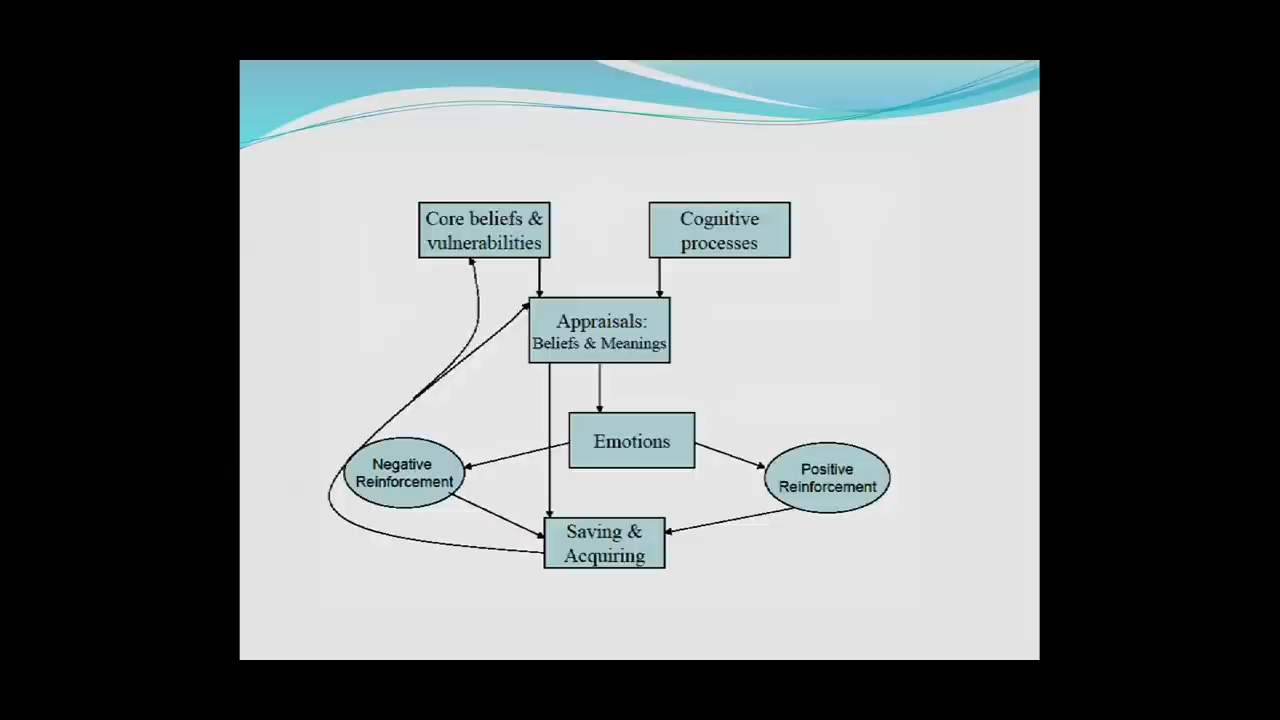 Core beliefs &
vulnerabilities
Cognitive
processes
Appraisals:
Beliefs & Meanings
Emotions
Negative
Reinforcement
Positive
Reinforcement
Saving &
Acquiring